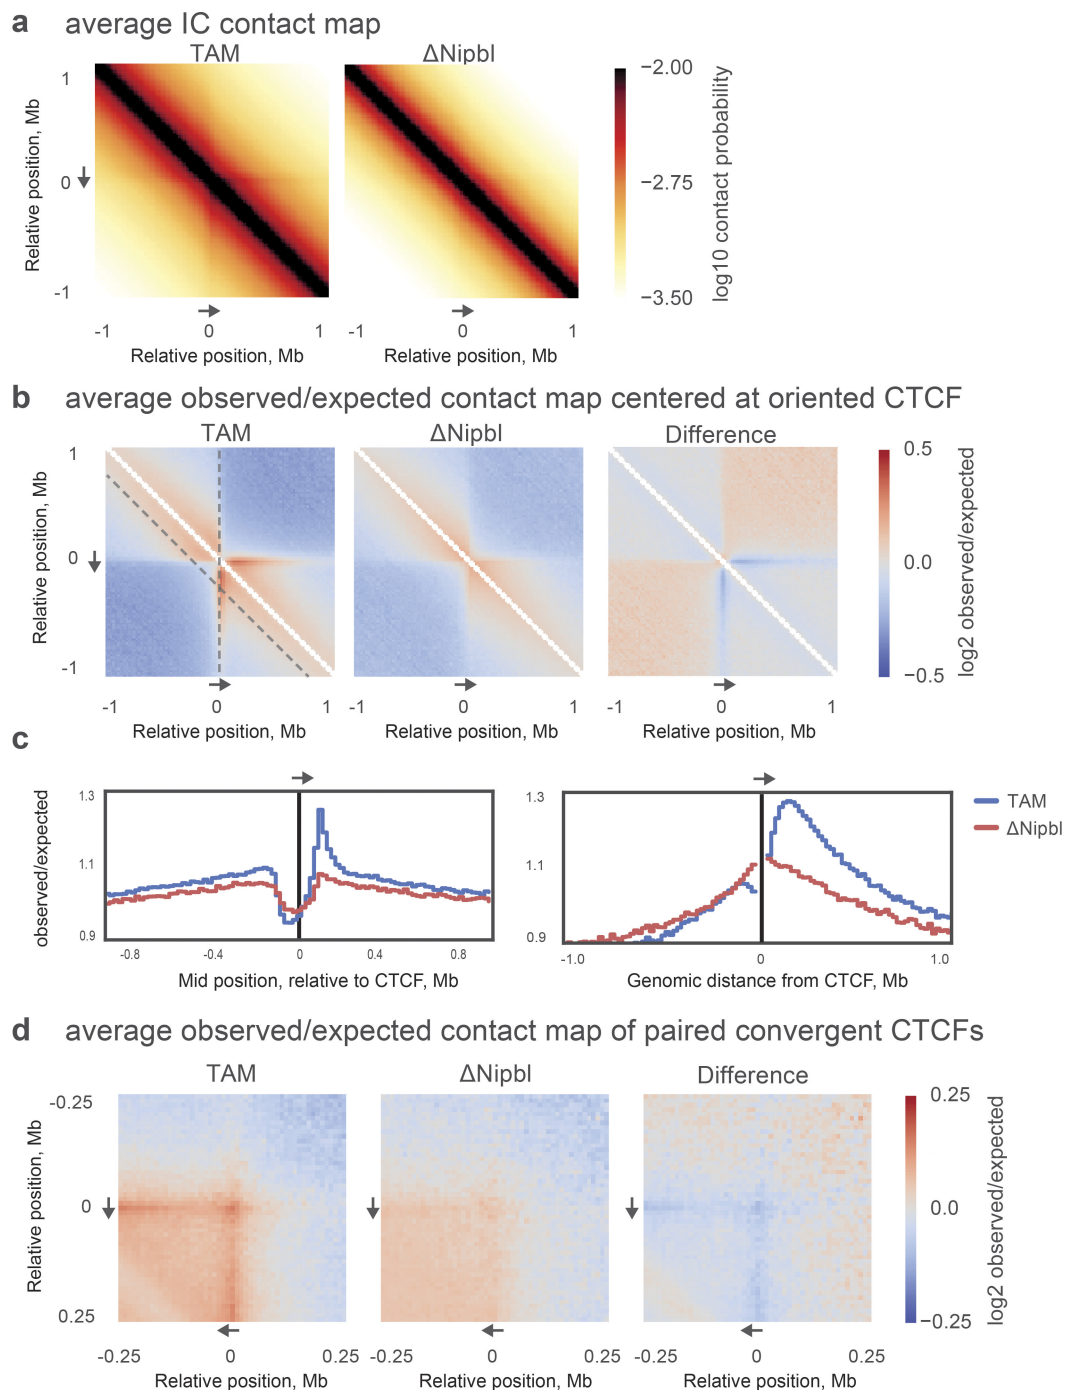 a average IC contact map
TAM ΔNipbl
Relative position, Mb
1
0
-1
-1 0 1
Relative position, Mb
-1 0 1
Relative position, Mb
−2.00
−2.75
−3.50
log10 contact probability
b average observed/expected contact map centered at oriented CTCF
TAM ΔNipbl Difference
Relative position, Mb
1
0
-1
-1 0 1
Relative position, Mb
-1 0 1
Relative position, Mb
-1 0 1
Relative position, Mb
0.5
0.0
−0.5
log2 observed/expected
c
observed/expected
1.3
1.1
0.9
-0.8 -0.4 0 0.4 0.8
Mid position, relative to CTCF, Mb
1.3
1.1
0.9
-1.0 0 1.0
Genomic distance from CTCF, Mb
TAM
ΔNipbl
d average observed/expected contact map of paired convergent CTCFs
TAM ΔNipbl Difference
Relative position, Mb
-0.25
0
0.25
-0.25 0 0.25
Relative position, Mb
-0.25 0 0.25
Relative position, Mb
-0.25 0 0.25
Relative position, Mb
0.25
0.0
−0.25
log2 observed/expected